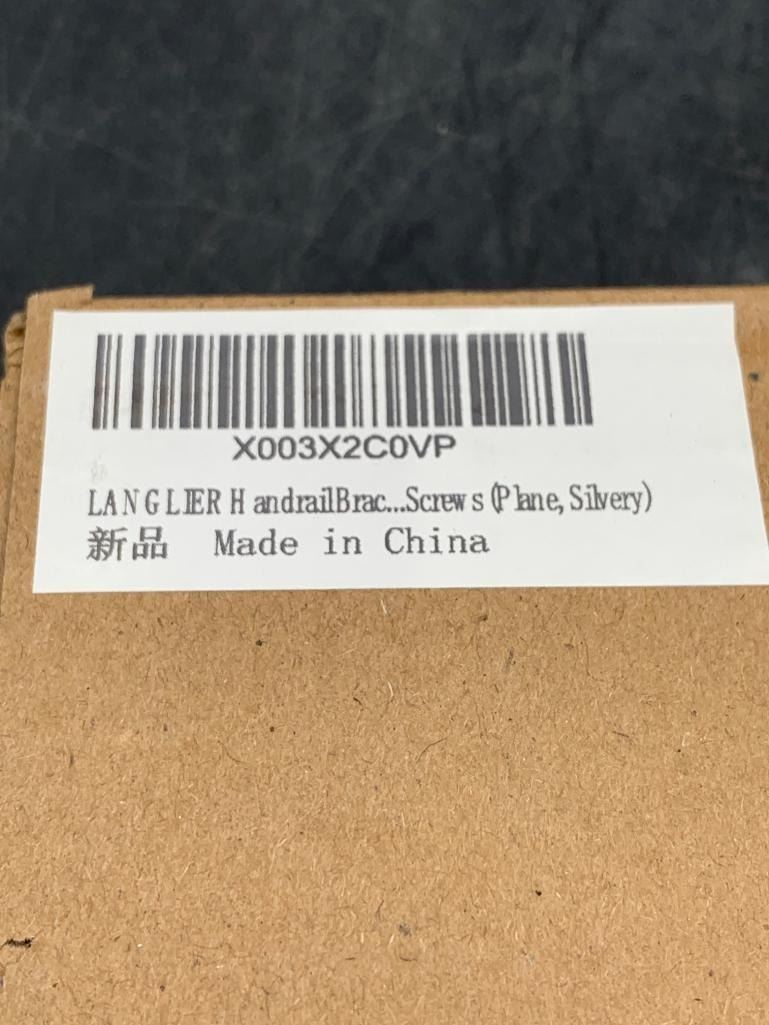 X003X2C0VP
LANGLIER HandrailBrac...Screws (Plane, Silvery)
新品 Made in China